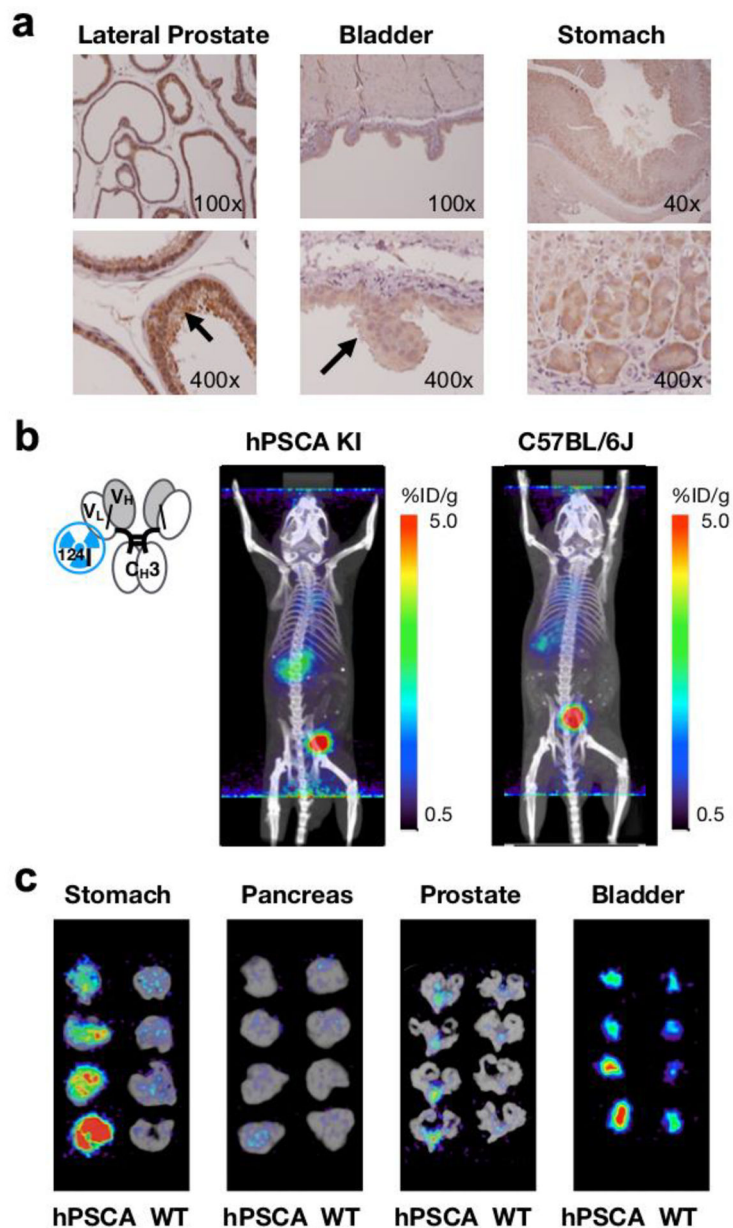 a
Lateral Prostate Bladder Stomach
100x 100x 40x
400x 400x 400x
b
hPSCA KI C57BL/6J
VH
VL
124I
CH3
%ID/g %ID/g
5.0 5.0
0.5 0.5
c
Stomach Pancreas Prostate Bladder
hPSCA WT hPSCA WT hPSCA WT hPSCA WT